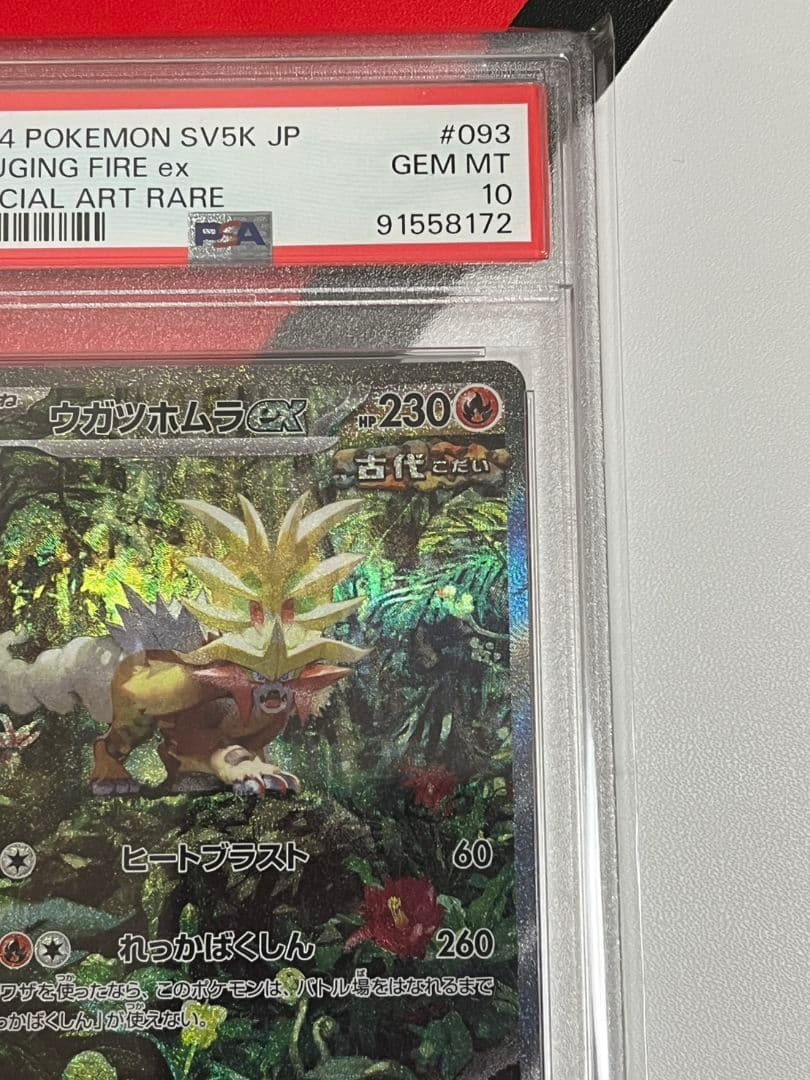 4 POKEMON SV5K JP #093
UGING FIRE ex GEM MT
CIAL ART RARE 10
PSA 91558172
ね ウガツホムラex HP230
古代こだい
ヒートブラスト 60
れっかばくしん 260
ワザを使ったなら、このポケモンは、バトル場をはなれるまで
っかばくしん」が使えない。